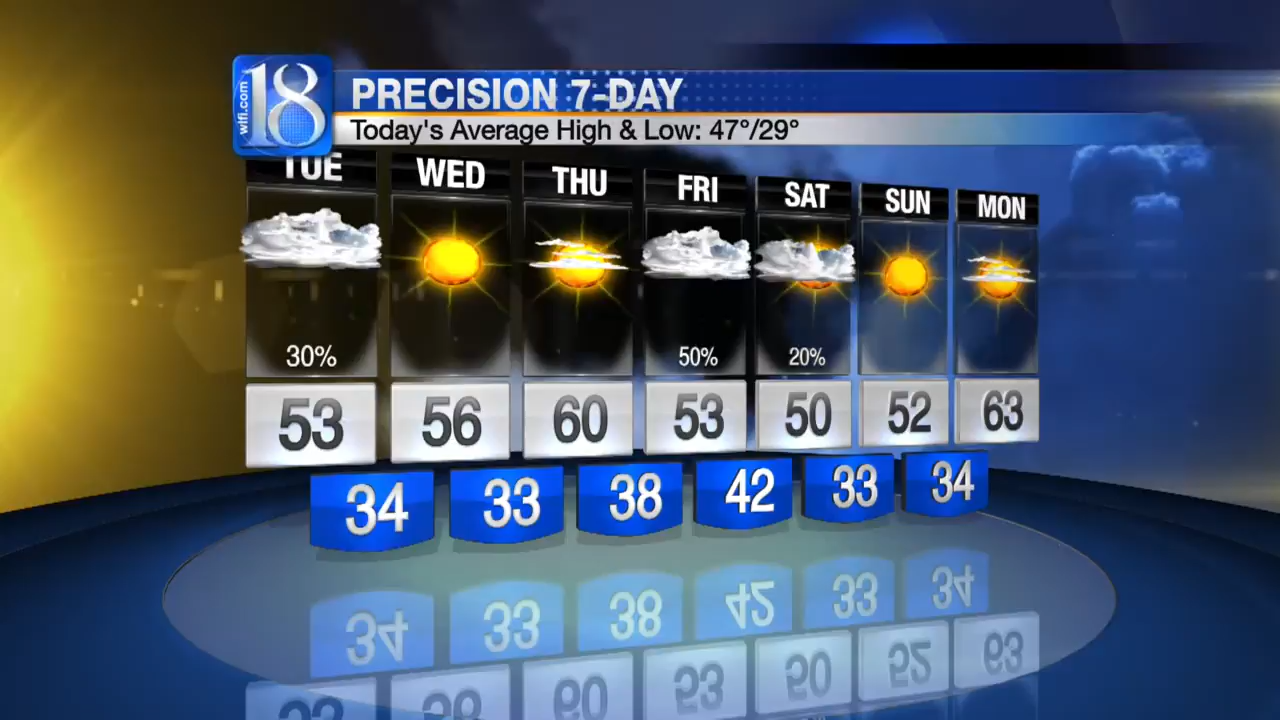 wlfi.com
18
PRECISION 7-DAY
Today's Average High & Low: 47°/29°
TUE WED THU FRI SAT SUN MON
30% 50% 20%
53 56 60 53 50 52 63
34 33 38 42 33 34